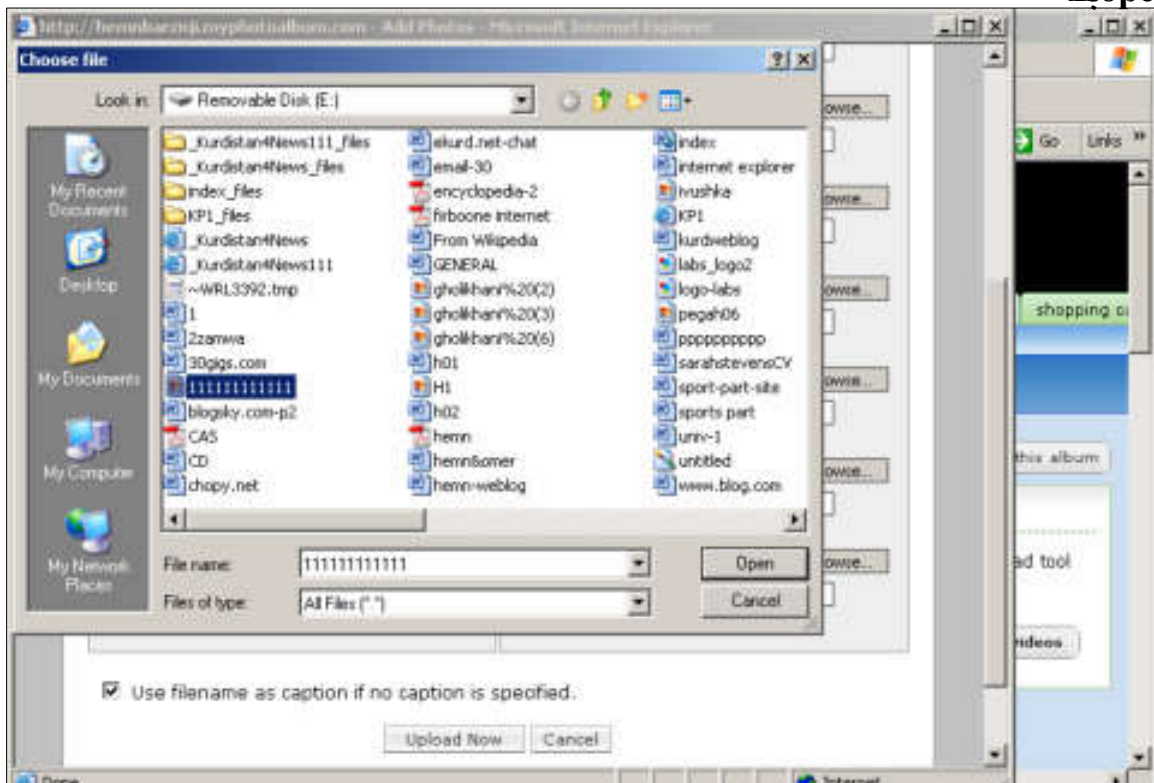 Choose file
Look in:
Removable Disk (E:)
My Recent Documents
Desktop
My Documents
My Computer
My Network Places
_Kurdistan4News111_files
_Kurdistan4News_files
index_files
KP1_files
_Kurdistan4News
_Kurdistan4News111
~WRL3392.tmp
1
2zamwa
30gigs.com
111111111111
blogsky.com-p2
CAS
CD
chopy.net
ekurd.net-chat
email-30
encyclopedia-2
firboone internet
From Wikipedia
GENERAL
gholikhani%20(2)
gholikhani%20(3)
gholikhani%20(6)
h01
H1
h02
hemn
hemn&omer
hemn-weblog
index
internet explorer
ivushka
KP1
kurdweblog
labs_logo2
logo-labs
pegah06
pppppppppp
sarahstevensCV
sport-part-site
sports part
univ-1
untitled
www.blog.com
File name:
111111111111
Open
Files of type:
All Files (*.*)
Cancel
Use filename as caption if no caption is specified.
Upload Now
Cancel
Done
Internet
Go
Links
shopping
this album
ad tool
videos